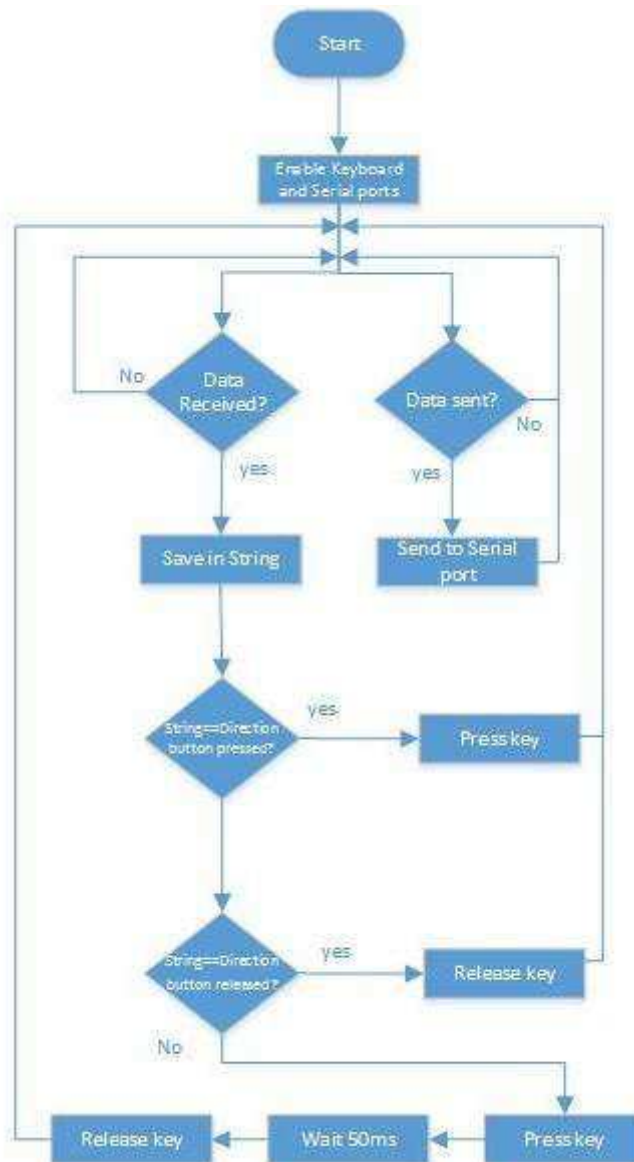 Start
Enable Keyboard
and Serial ports
No
Data
Received?
Data sent?
No
yes
yes
Save in String
Send to Serial
port
String==Direction
button pressed?
yes
Press key
String==Direction
button released?
yes
Release key
No
Release key
Wait 50ms
Press key